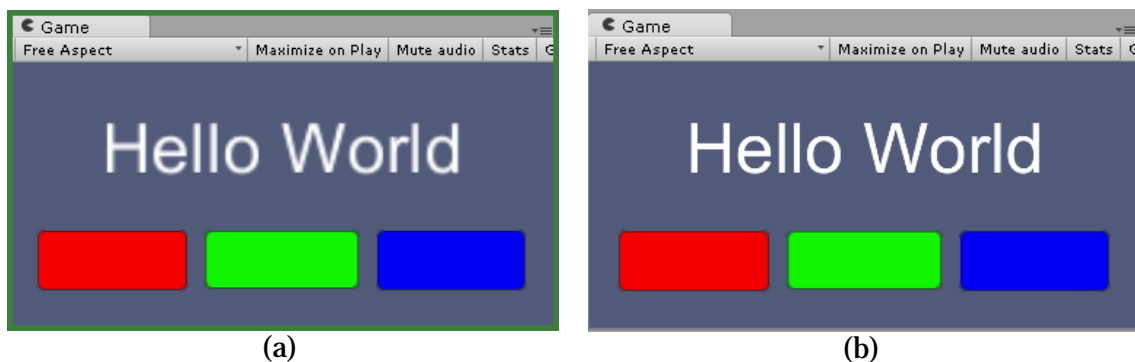 Game
Free Aspect Maximize on Play Mute audio Stats
Hello World
(a)
Game
Free Aspect Maximize on Play Mute audio Stats
Hello World
(b)